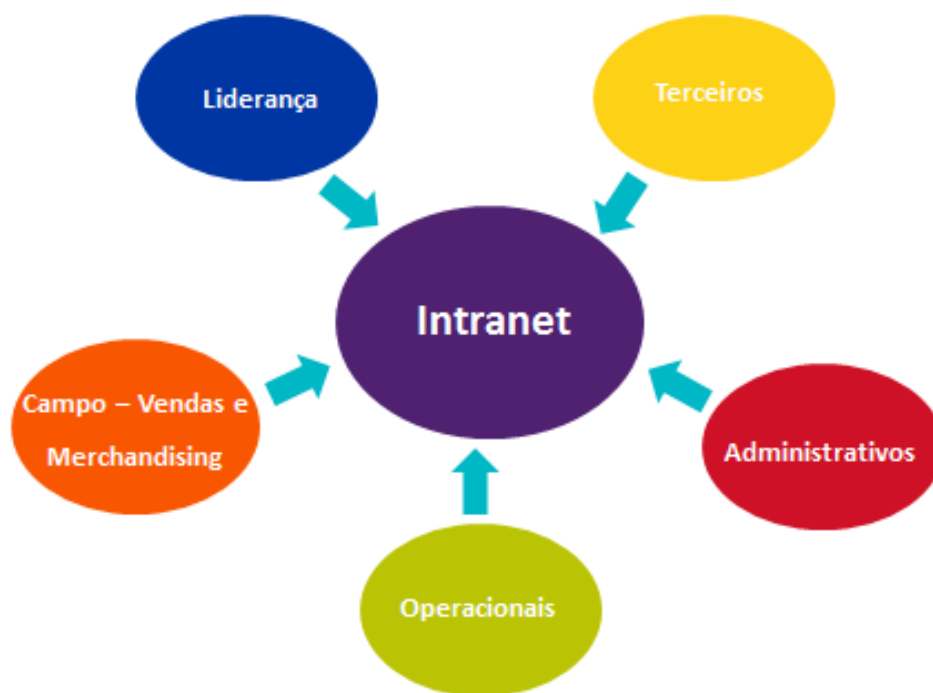 Liderança
Terceiros
Intranet
Campo – Vendas e
Merchandising
Administrativos
Operacionais